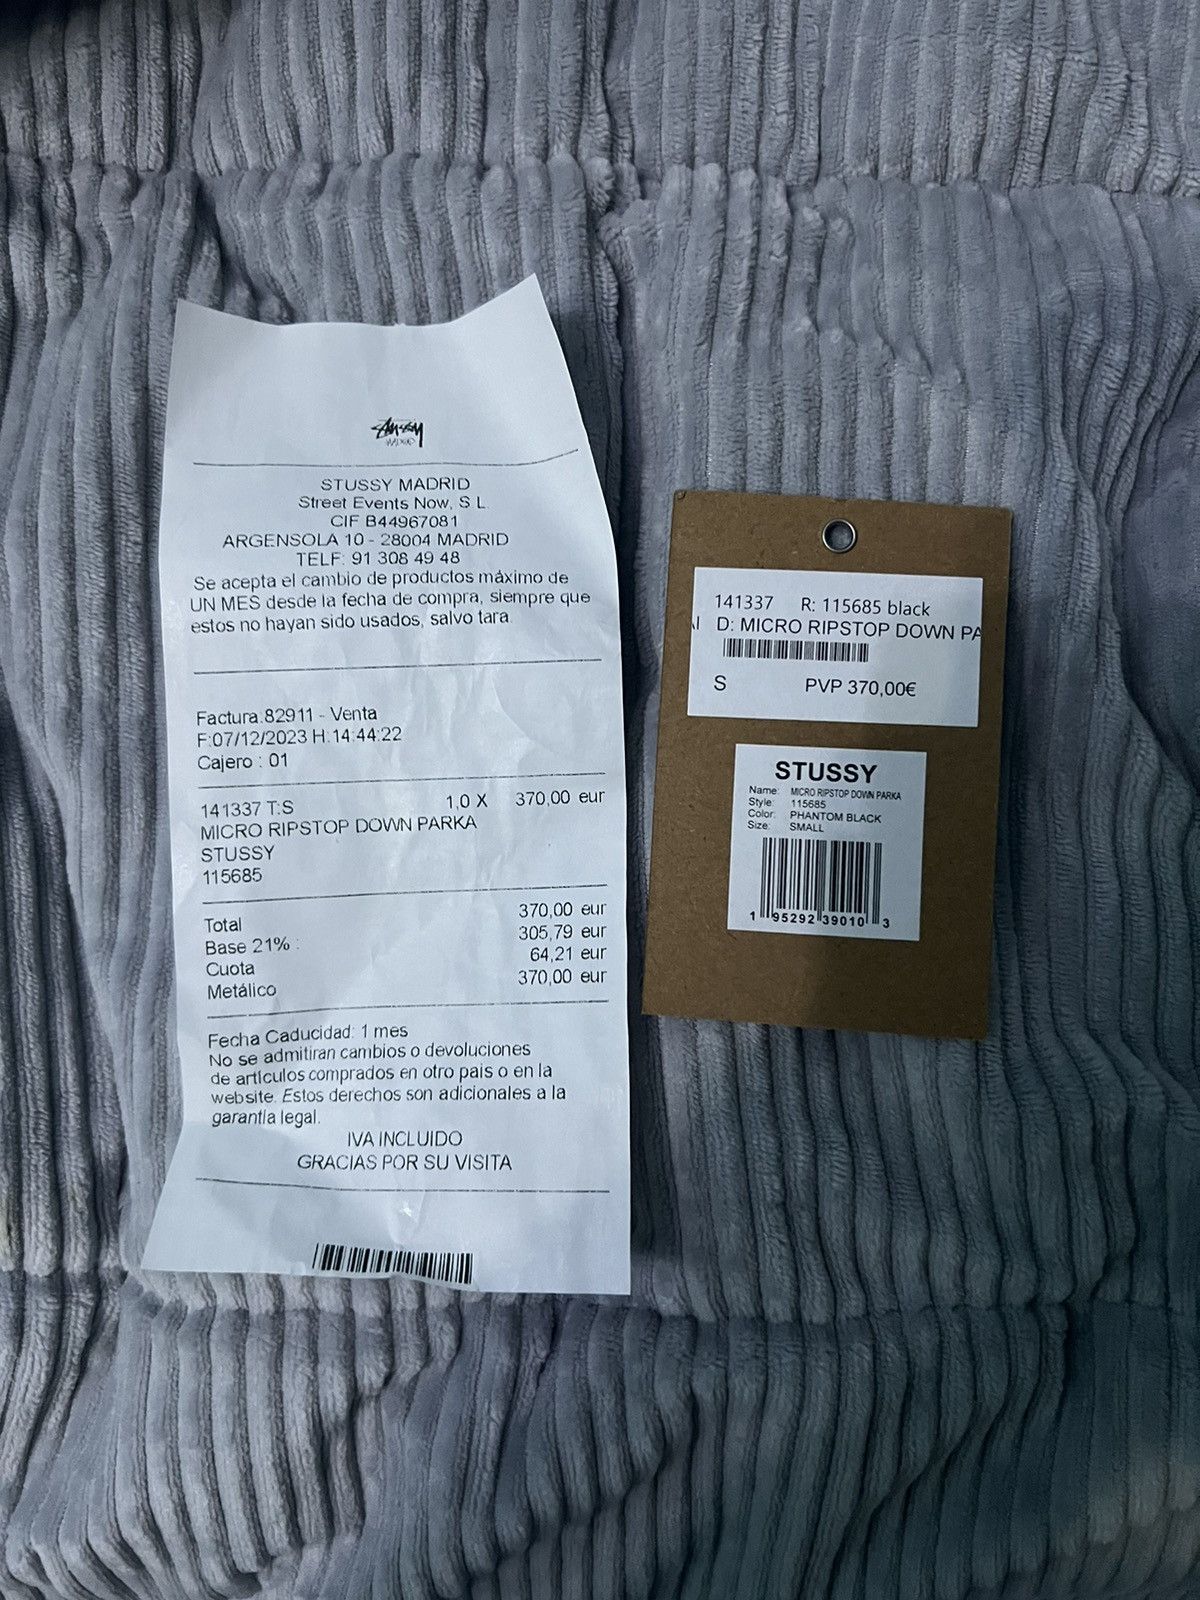 STUSSY
MADRID
STUSSY MADRID
Street Events Now, S L.
CIF B44967081
ARGENSOLA 10 - 28004 MADRID
TELF: 91 308 49 48
Se acepta el cambio de productos máximo de
UN MES desde la fecha de compra, siempre que
estos no hayan sido usados, salvo tara.
Factura:82911 - Venta
F:07/12/2023 H:14:44:22
Cajero : 01
141337 T:S 1,0 X 370,00 eur
MICRO RIPSTOP DOWN PARKA
STUSSY
115685
Total 370,00 eur
Base 21% : 305,79 eur
Cuota 64,21 eur
Metálico 370,00 eur
Fecha Caducidad: 1 mes
No se admitiran cambios o devoluciones
de articulos comprados en otro pais o en la
website. Estos derechos son adicionales a la
garantía legal.
IVA INCLUIDO
GRACIAS POR SU VISITA
141337 R: 115685 black
D: MICRO RIPSTOP DOWN PA
S PVP 370,00€
STUSSY
Name: MICRO RIPSTOP DOWN PARKA
Style: 115685
Color: PHANTOM BLACK
Size: SMALL
1 95292 39010 3